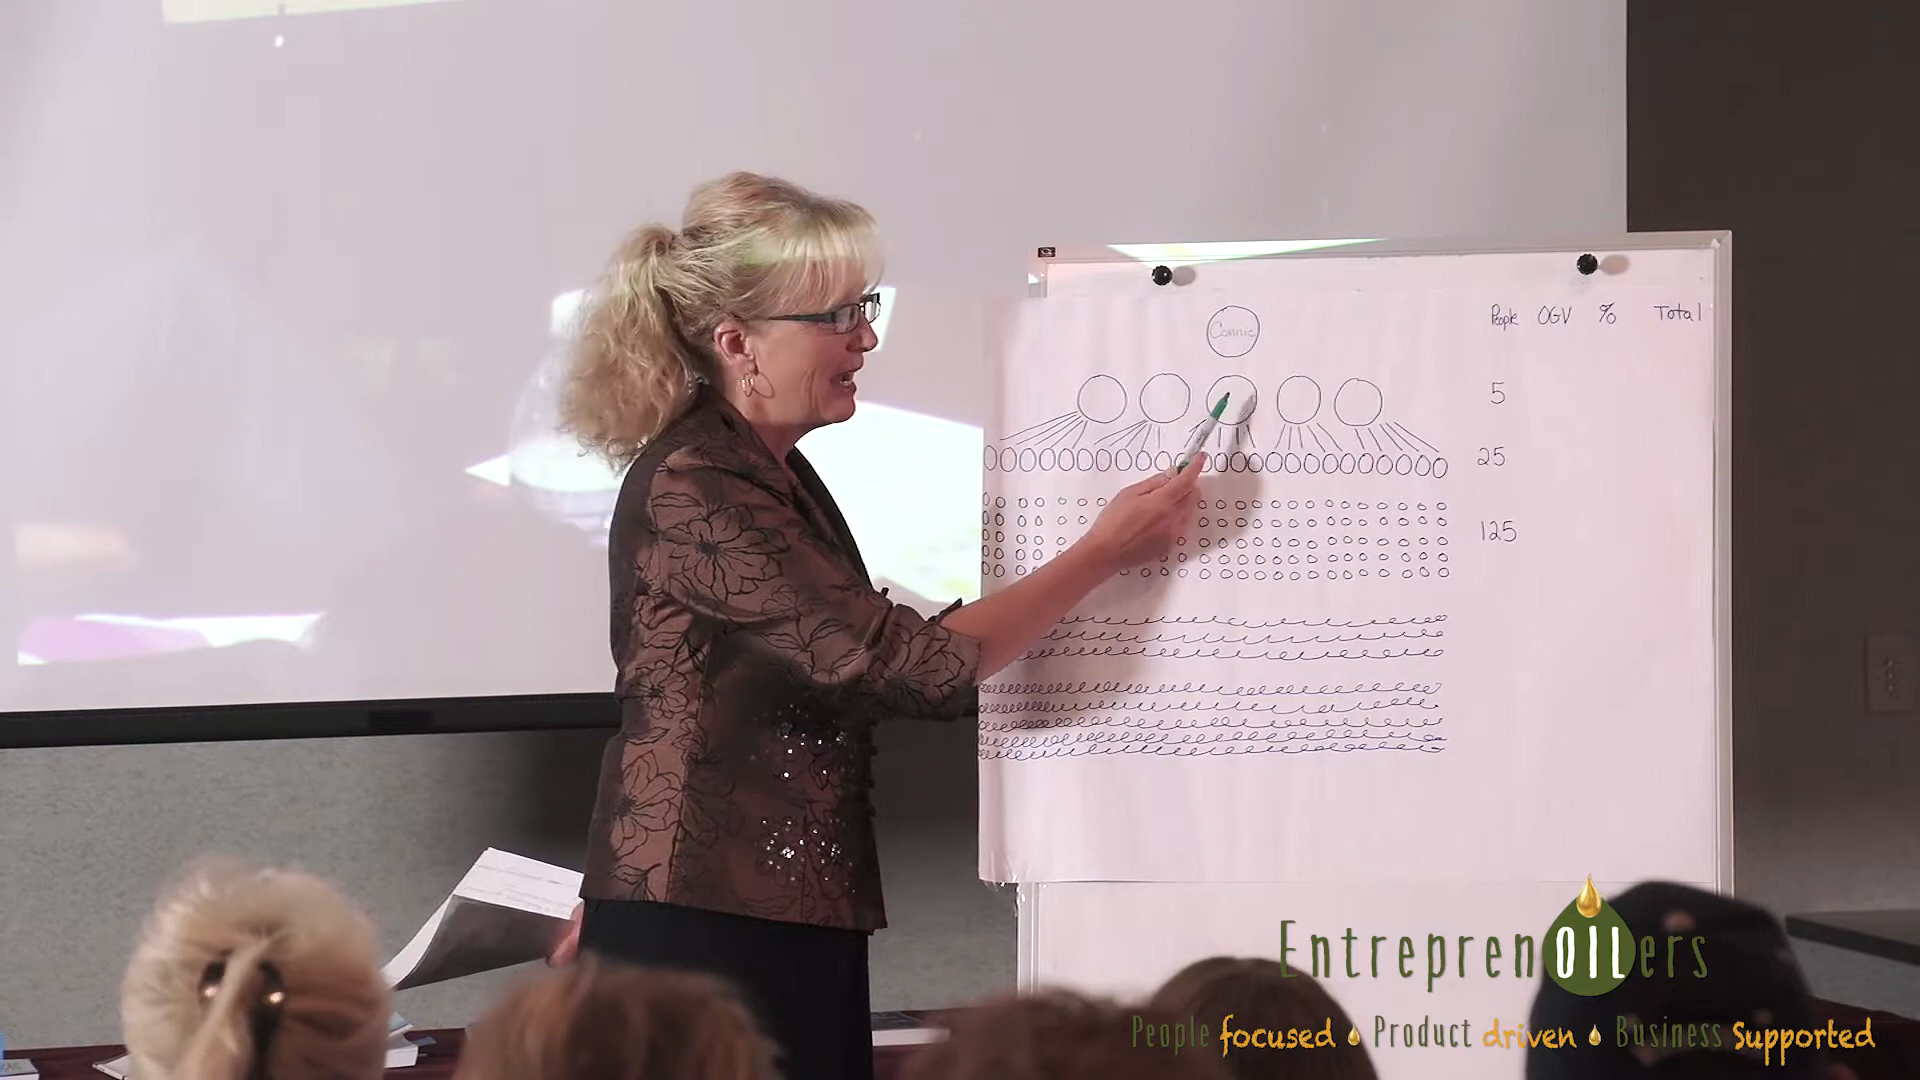 Connie
People OGV % Total
5
25
125
EntreprenOILers
People focused Product driven Business Supported